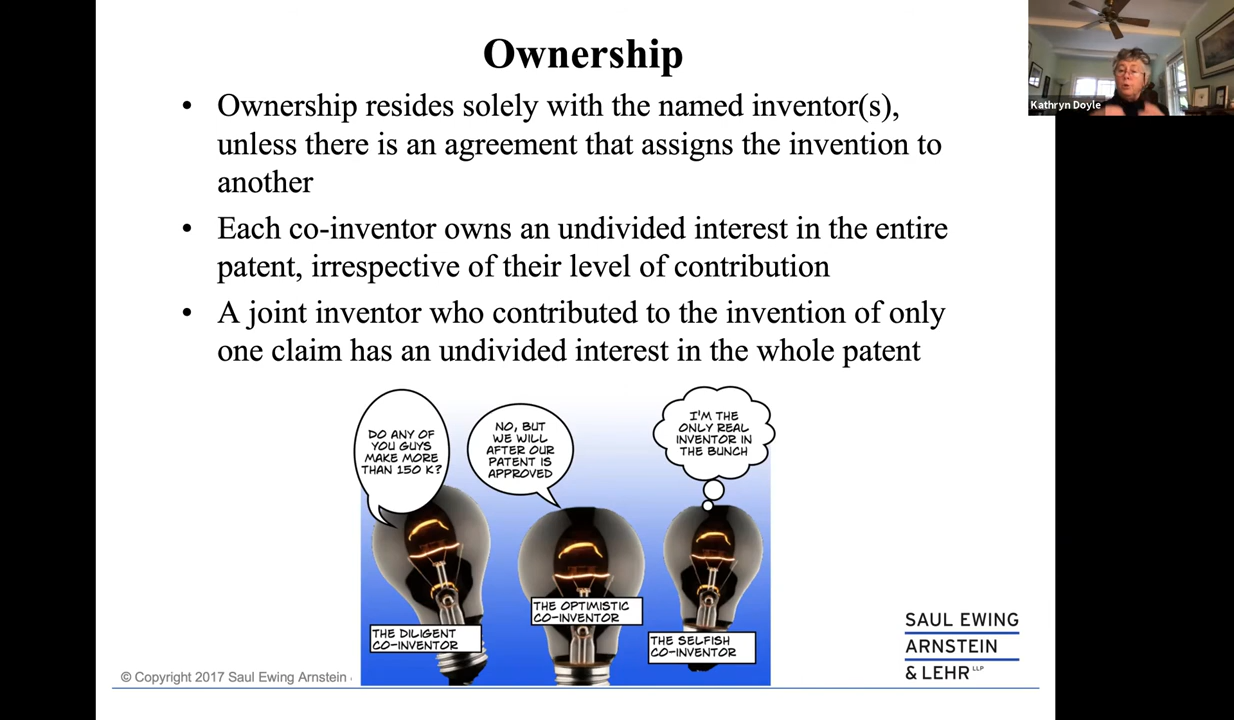 Ownership
• Ownership resides solely with the named inventor(s),
unless there is an agreement that assigns the invention to
another
• Each co-inventor owns an undivided interest in the entire
patent, irrespective of their level of contribution
• A joint inventor who contributed to the invention of only
one claim has an undivided interest in the whole patent
DO ANY OF
YOU GUYS
MAKE MORE
THAN 150 K?
NO, BUT
WE WILL
AFTER OUR
PATENT IS
APPROVED
I'M THE
ONLY REAL
INVENTOR IN
THE BUNCH
THE DILIGENT
CO-INVENTOR
THE OPTIMISTIC
CO-INVENTOR
THE SELFISH
CO-INVENTOR
SAUL EWING
ARNSTEIN
& LEHR LLP
© Copyright 2017 Saul Ewing Arnstein
Kathryn Doyle